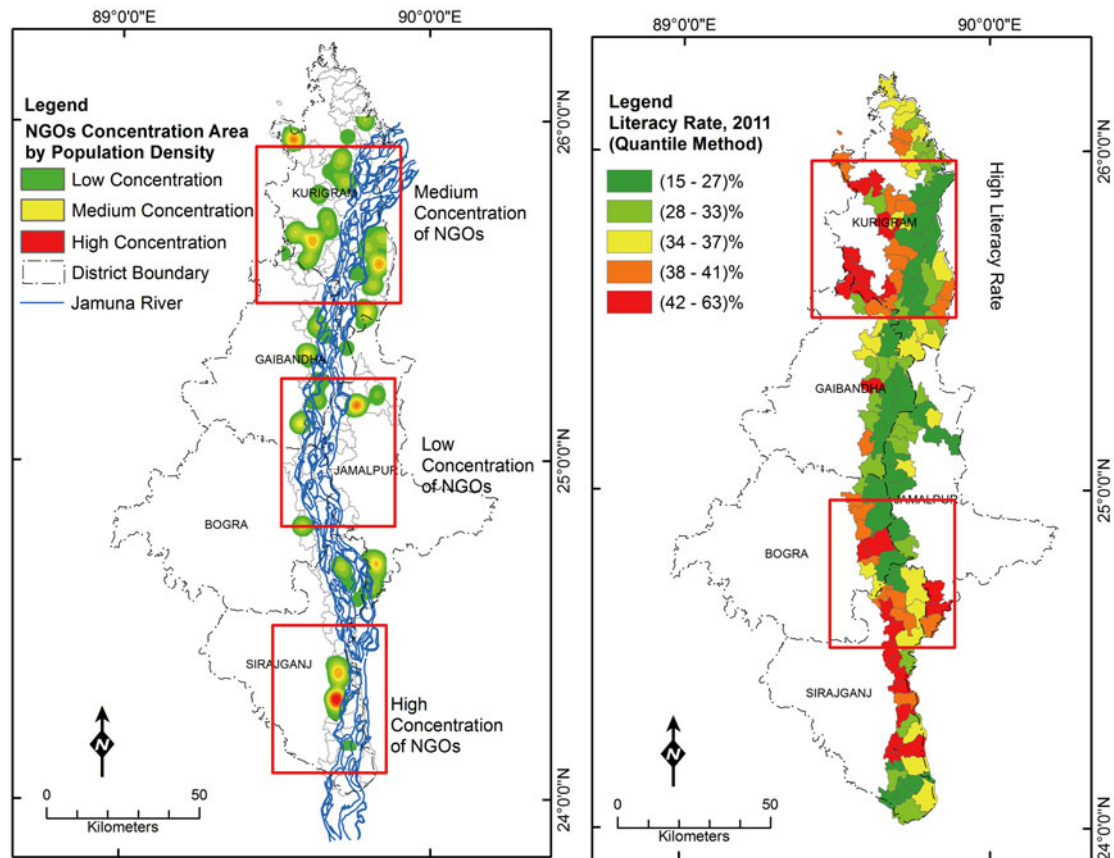 89°0'0"E
90°0'0"E
Legend
NGOs Concentration Area
by Population Density
Low Concentration
Medium Concentration
High Concentration
District Boundary
Jamuna River
KURIGRAM
Medium
Concentration
of NGOs
GAIBANDHA
Low
Concentration
of NGOs
JAMALPUR
BOGRA
SIRAJGANJ
High
Concentration
of NGOs
N
0
50
Kilometers
26°0'0"N
25°0'0"N
24°0'0"N
89°0'0"E
90°0'0"E
Legend
Literacy Rate, 2011
(Quantile Method)
(15 - 27)%
(28 - 33)%
(34 - 37)%
(38 - 41)%
(42 - 63)%
KURIGRAM
High Literacy Rate
GAIBANDHA
JAMALPUR
BOGRA
SIRAJGANJ
N
0
50
Kilometers
26°0'0"N
25°0'0"N
24°0'0"N